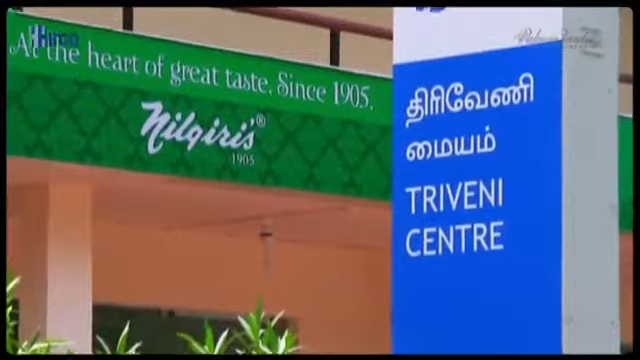 At the heart of great taste. Since 1905.
Nilgiri's®
1905
திரிவேணி
மையம்
TRIVENI
CENTRE